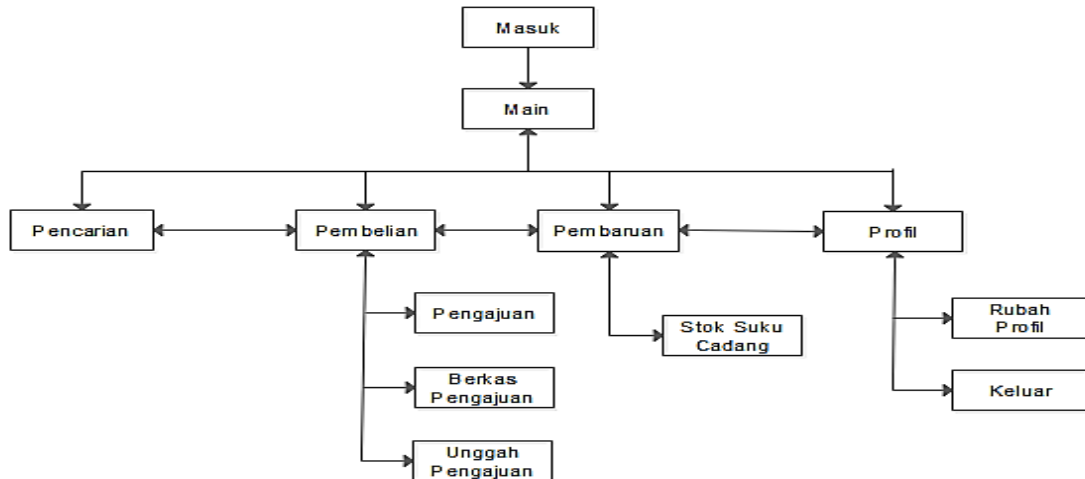 Masuk
Main
Pencarian
Pembelian
Pembaruan
Profil
Pengajuan
Stok Suku
Cadang
Rubah
Profil
Berkas
Pengajuan
Keluar
Unggah
Pengajuan